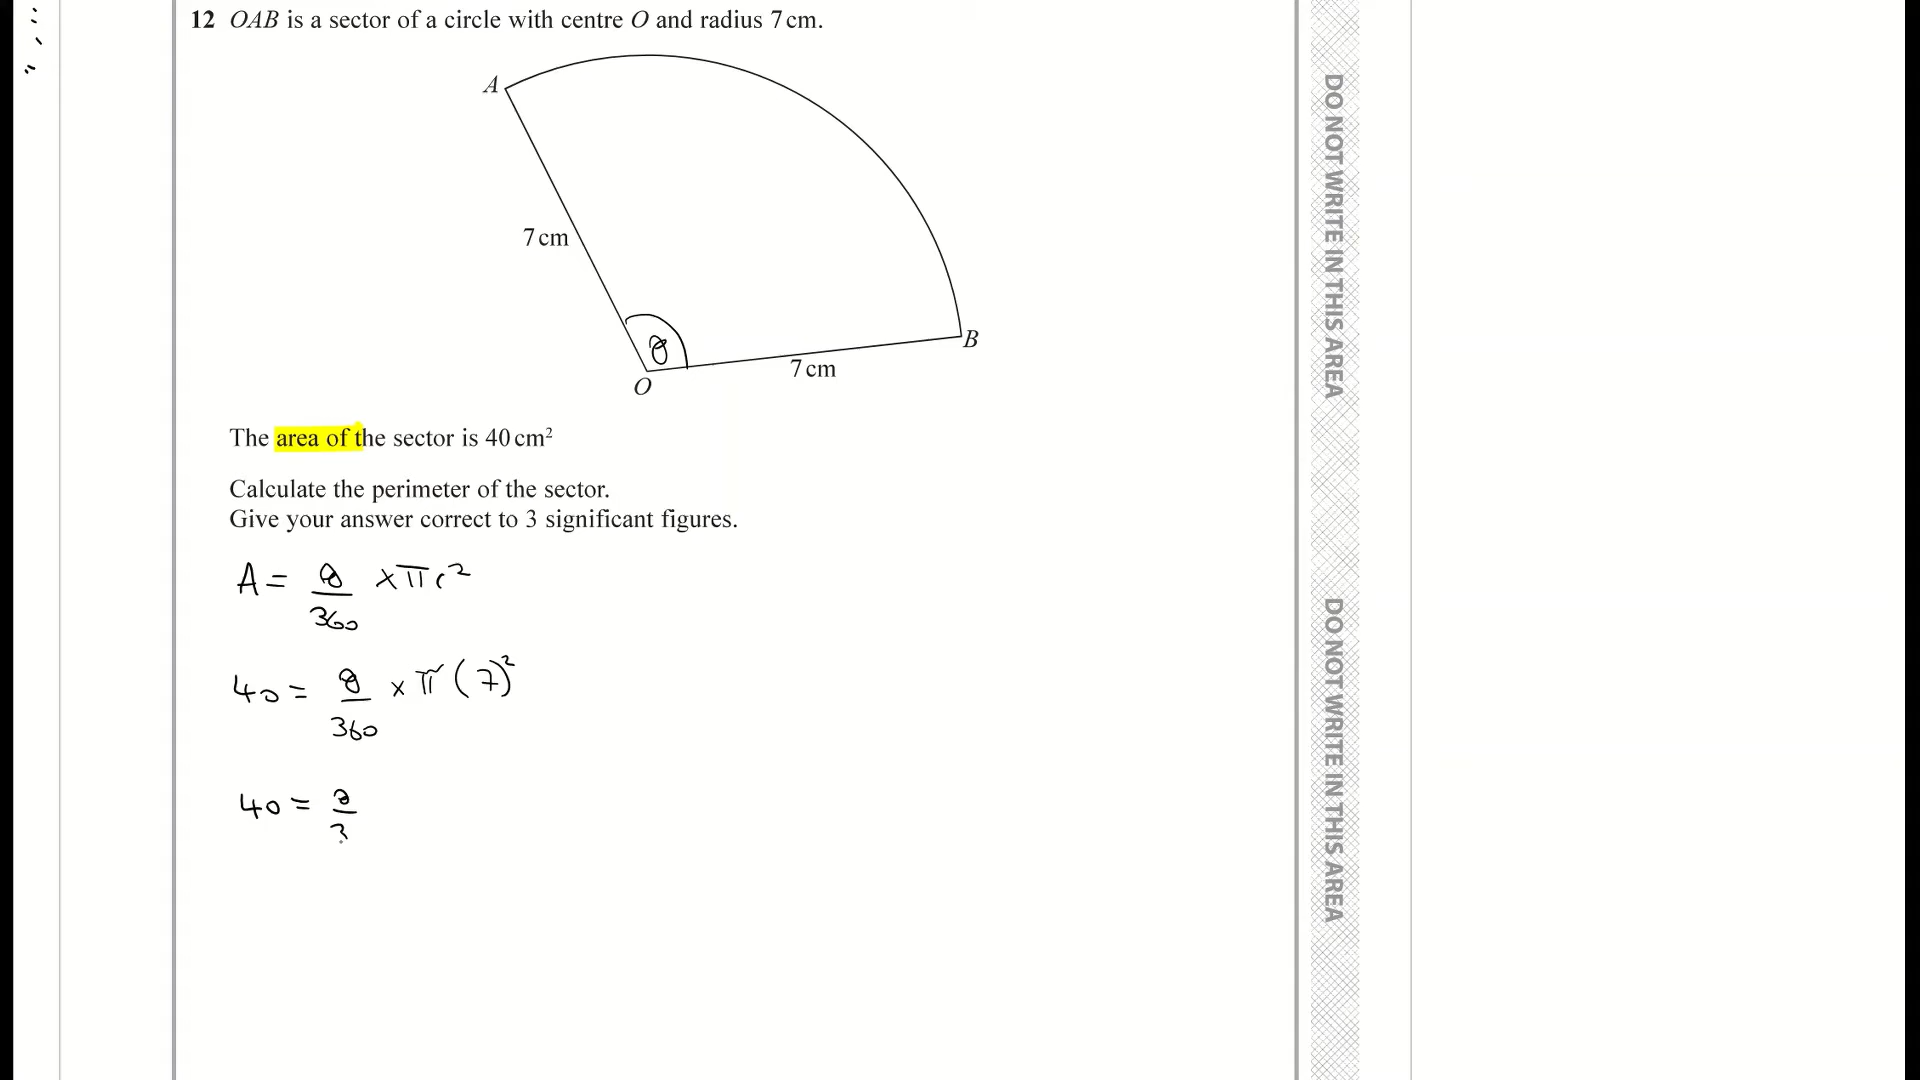 12 OAB is a sector of a circle with centre O and radius 7 cm.
A
7 cm
θ
B
7 cm
O
The area of the sector is 40 cm²
Calculate the perimeter of the sector.
Give your answer correct to 3 significant figures.
A = θ/360 × πr²
40 = θ/360 × π(7)²
40 = θ/3
DO NOT WRITE IN THIS AREA
DO NOT WRITE IN THIS AREA